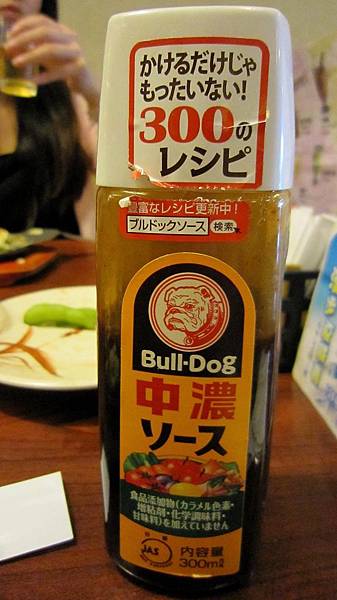 かけるだけじゃ
もったいない!
300の
レシピ
豊富なレシピ更新中!
ブルドックソース 検索
Bull-Dog
中濃
ソース
食品添加物(カラメル色素・
増粘剤・化学調味料・
甘味料)を加えていません
JAS
内容量
300ml